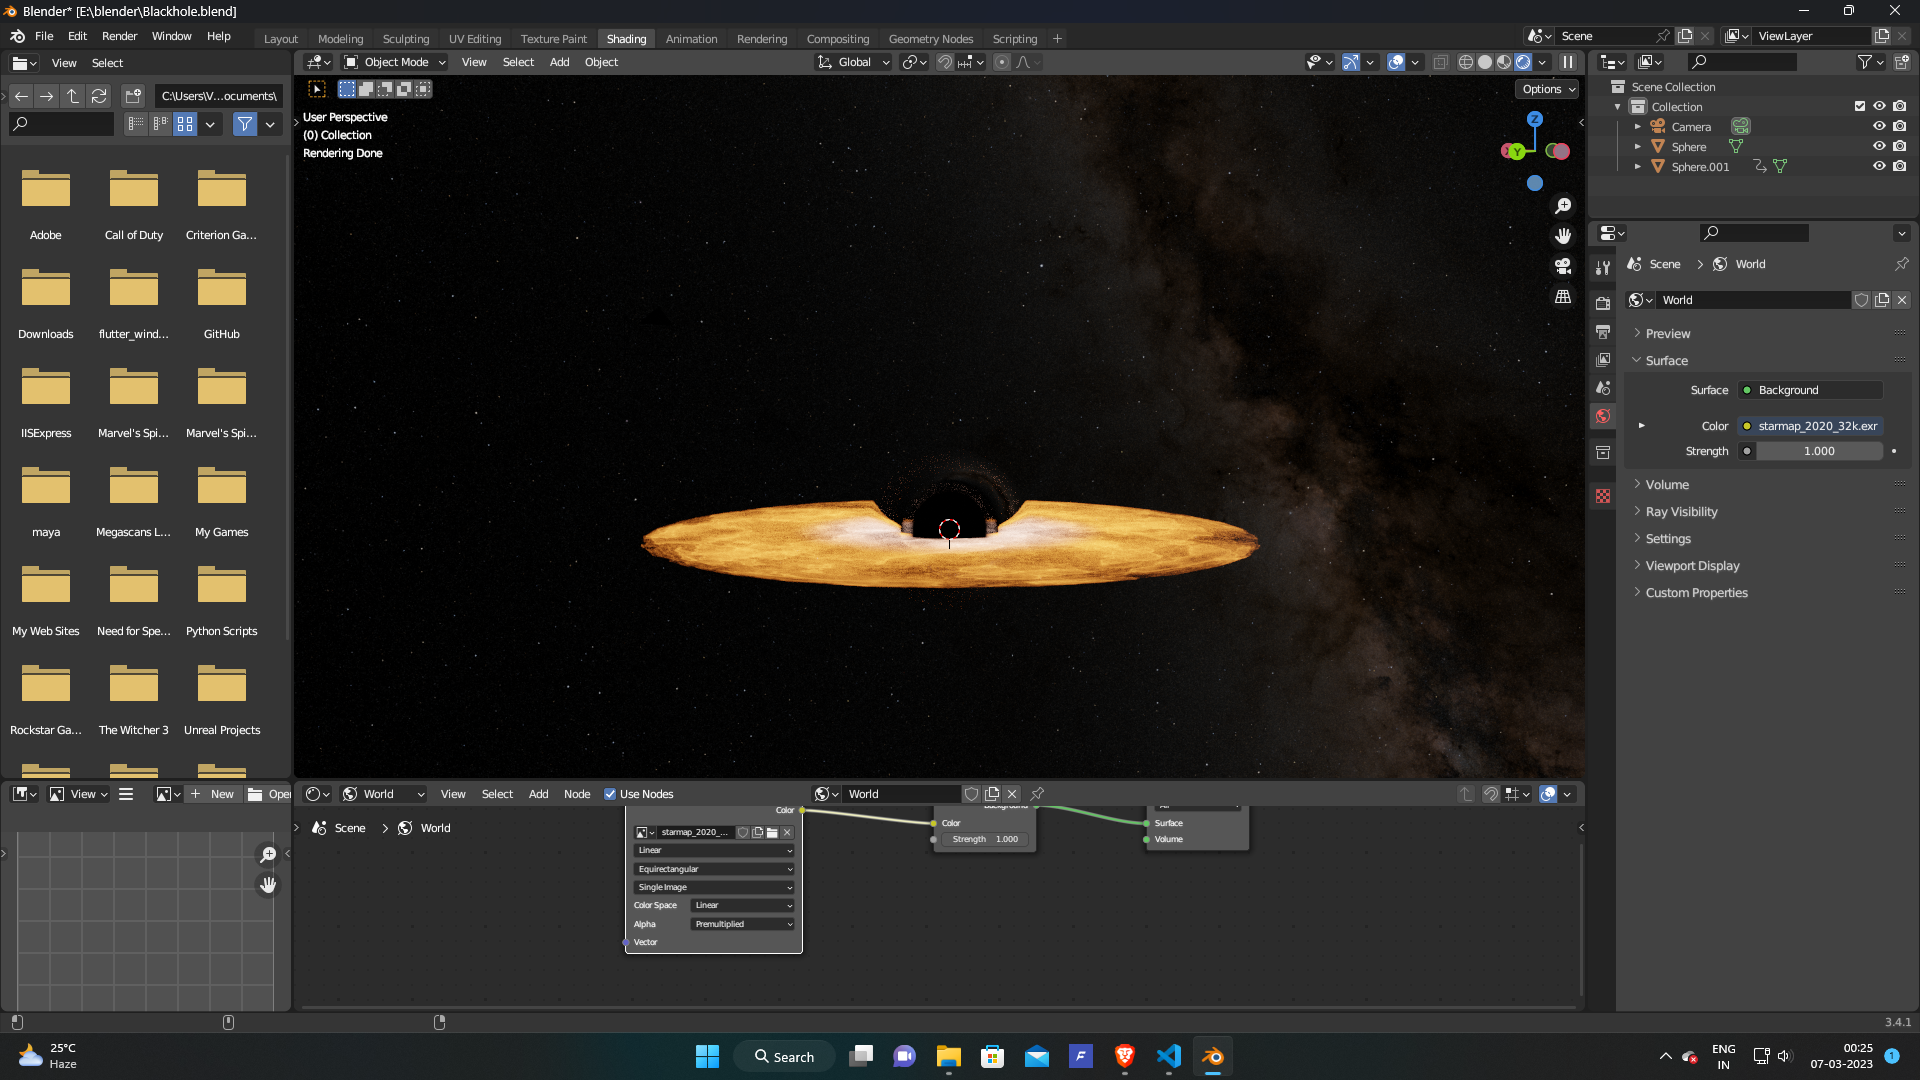 Blender* [E:\blender\Blackhole.blend]
File Edit Render Window Help
Layout Modeling Sculpting UV Editing Texture Paint Shading Animation Rendering Compositing Geometry Nodes Scripting
Scene ViewLayer
View Select
Object Mode View Select Add Object Global
C:\Users\V...ocuments\
Options
User Perspective
(0) Collection
Rendering Done
Z
Y
Adobe Call of Duty Criterion Ga...
Downloads flutter_wind... GitHub
IISExpress Marvel's Spi... Marvel's Spi...
maya Megascans L... My Games
My Web Sites Need for Spe... Python Scripts
Rockstar Ga... The Witcher 3 Unreal Projects
Scene Collection
Collection
Camera
Sphere
Sphere.001
Scene > World
World
Preview
Surface
Surface Background
Color starmap_2020_32k.exr
Strength 1.000
Volume
Ray Visibility
Settings
Viewport Display
Custom Properties
View New Open
World View Select Add Node Use Nodes World
Scene > World
Color
starmap_2020_...
Linear
Equirectangular
Single Image
Color Space Linear
Alpha Premultiplied
Vector
Background
Color
Strength 1.000
All
Surface
Volume
3.4.1
25°C
Haze
Search
F
ENG
IN
00:25
07-03-2023
1